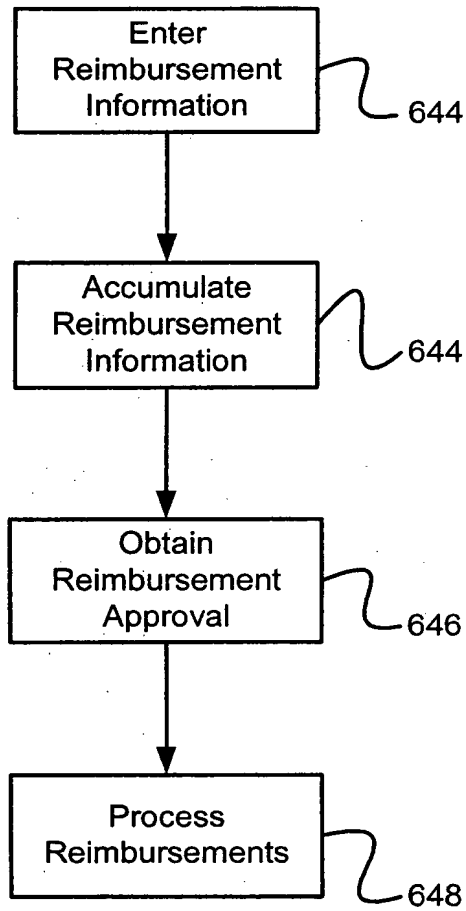 Enter
Reimbursement
Information
644
Accumulate
Reimbursement
Information
644
Obtain
Reimbursement
Approval
646
Process
Reimbursements
648